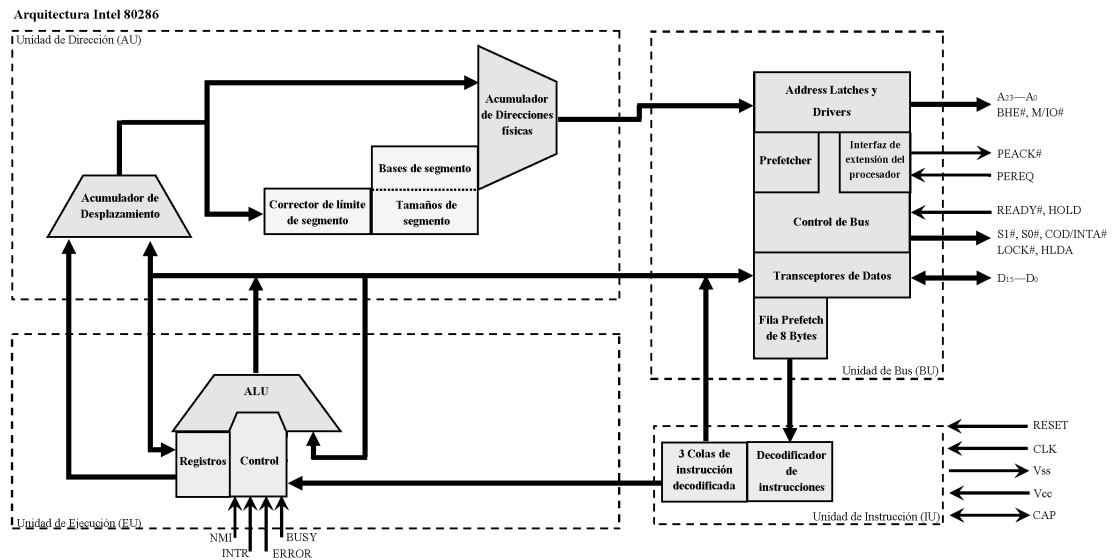 Arquitectura Intel 80286
Unidad de Dirección (AU)
Acumulador
de Direcciones
físicas
Bases de segmento
Corrector de límite
de segmento
Tamaños de
segmento
Acumulador de
Desplazamiento
Address Latches y
Drivers
Prefetcher
Interfaz de
extensión del
procesador
Control de Bus
Transceptores de Datos
Fila Prefetch
de 8 Bytes
Unidad de Bus (BU)
A23—A0
BHE#, M/IO#
PEACK#
PEREQ
READY#, HOLD
S1#, S0#, COD/INTA#
LOCK#, HLDA
D15—D0
ALU
Registros
Control
Unidad de Ejecución (EU)
NMI
INTR
ERROR
BUSY
3 Colas de
instrucción
decodificada
Decodificador
de
instrucciones
Unidad de Instrucción (IU)
RESET
CLK
Vss
Vcc
CAP